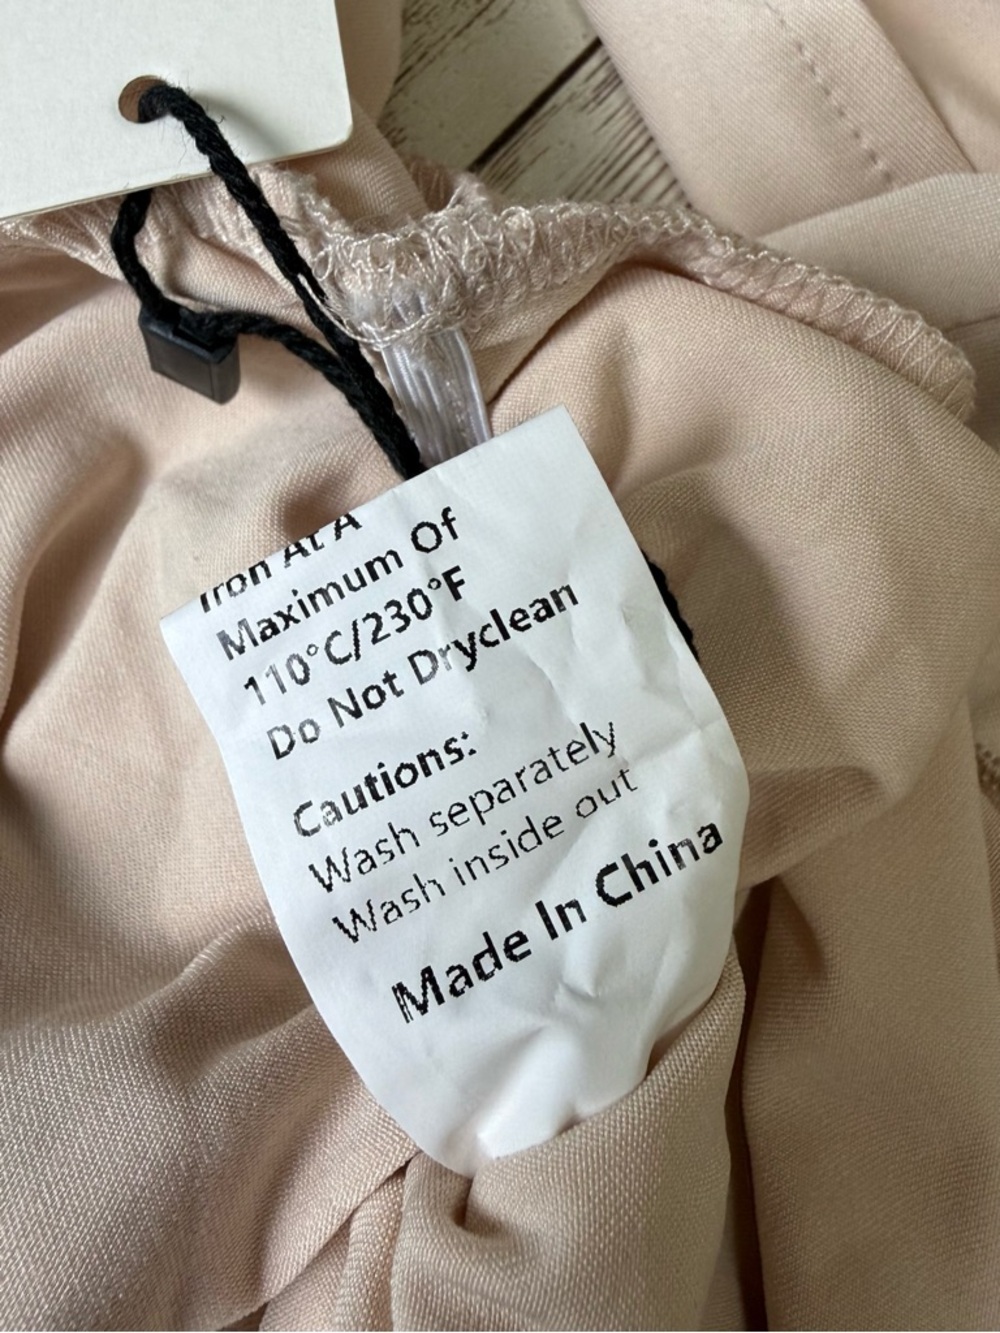 Iron At A
Maximum Of
110°C/230°F
Do Not Dryclean
Cautions:
Wash separately
Wash inside out
Made In China